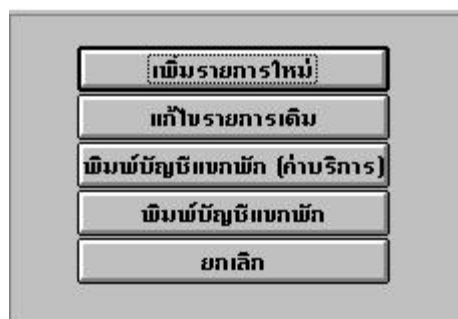 เพิ่มรายการใหม่
แก้ไขรายการเดิม
พิมพ์บัญชีแขกพัก (ค่าบริการ)
พิมพ์บัญชีแขกพัก
ยกเลิก